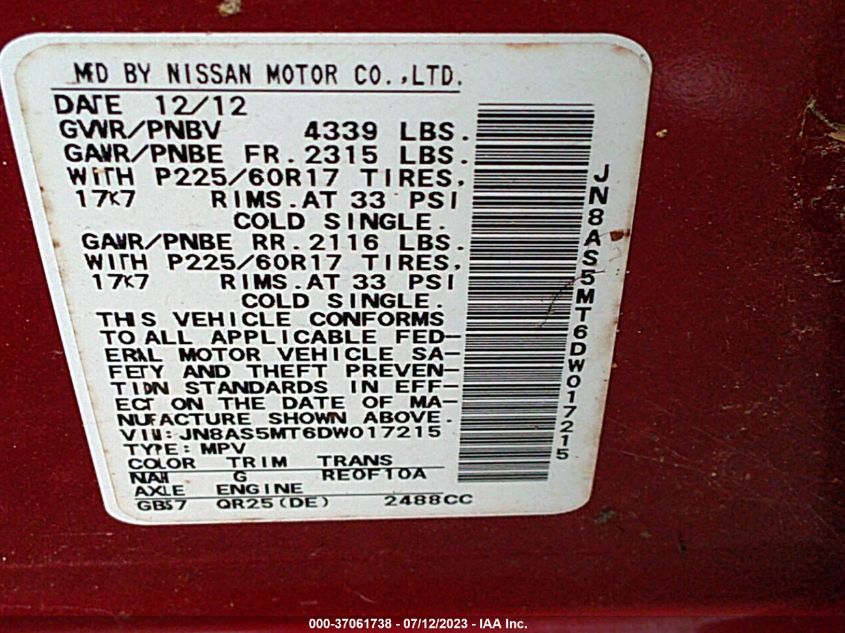 MFD BY NISSAN MOTOR CO.,LTD.
DATE 12/12
GVWR/PNBV 4339 LBS.
GAWR/PNBE FR. 2315 LBS.
WITH P225/60R17 TIRES,
17x7 RIMS.AT 33 PSI
COLD SINGLE.
GAWR/PNBE RR. 2116 LBS.
WITH P225/60R17 TIRES,
17x7 RIMS.AT 33 PSI
COLD SINGLE.
THIS VEHICLE CONFORMS
TO ALL APPLICABLE FED-
ERAL MOTOR VEHICLE SA-
FETY AND THEFT PREVEN-
TION STANDARDS IN EFF-
ECT ON THE DATE OF MA-
NUFACTURE SHOWN ABOVE.
VIN: JN8AS5MT6DW017215
TYPE: MPV
COLOR TRIM TRANS
NAH G RE0F10A
AXLE ENGINE
GB57 QR25(DE) 2488CC
JN8AS5MT6DW017215
000-37061738 - 07/12/2023 - IAA Inc.